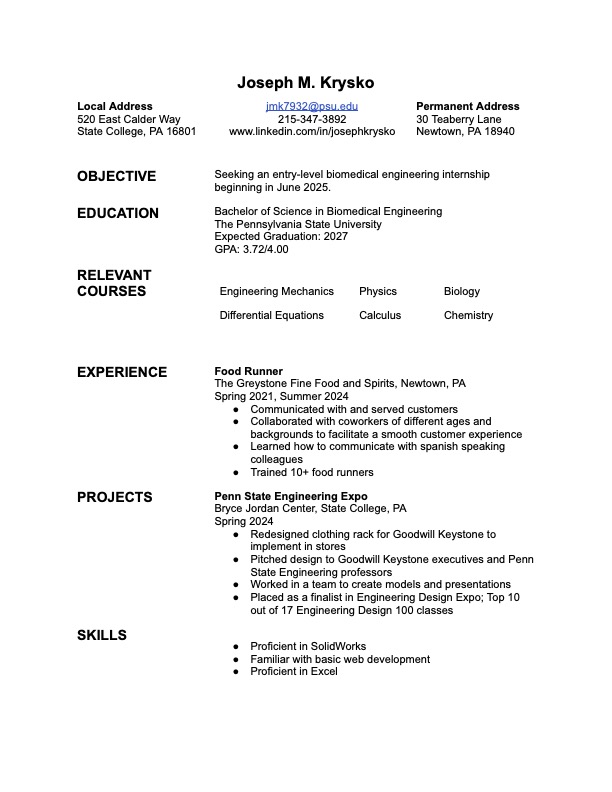 Joseph M. Krysko
Local Address
520 East Calder Way
State College, PA 16801
jmk7932@psu.edu
215-347-3892
www.linkedin.com/in/josephkrysko
Permanent Address
30 Teaberry Lane
Newtown, PA 18940
OBJECTIVE
Seeking an entry-level biomedical engineering internship
beginning in June 2025.
EDUCATION
Bachelor of Science in Biomedical Engineering
The Pennsylvania State University
Expected Graduation: 2027
GPA: 3.72/4.00
RELEVANT
COURSES
Engineering Mechanics Physics Biology
Differential Equations Calculus Chemistry
EXPERIENCE
Food Runner
The Greystone Fine Food and Spirits, Newtown, PA
Spring 2021, Summer 2024
● Communicated with and served customers
● Collaborated with coworkers of different ages and
backgrounds to facilitate a smooth customer experience
● Learned how to communicate with spanish speaking
colleagues
● Trained 10+ food runners
PROJECTS
Penn State Engineering Expo
Bryce Jordan Center, State College, PA
Spring 2024
● Redesigned clothing rack for Goodwill Keystone to
implement in stores
● Pitched design to Goodwill Keystone executives and Penn
State Engineering professors
● Worked in a team to create models and presentations
● Placed as a finalist in Engineering Design Expo; Top 10
out of 17 Engineering Design 100 classes
SKILLS
● Proficient in SolidWorks
● Familiar with basic web development
● Proficient in Excel